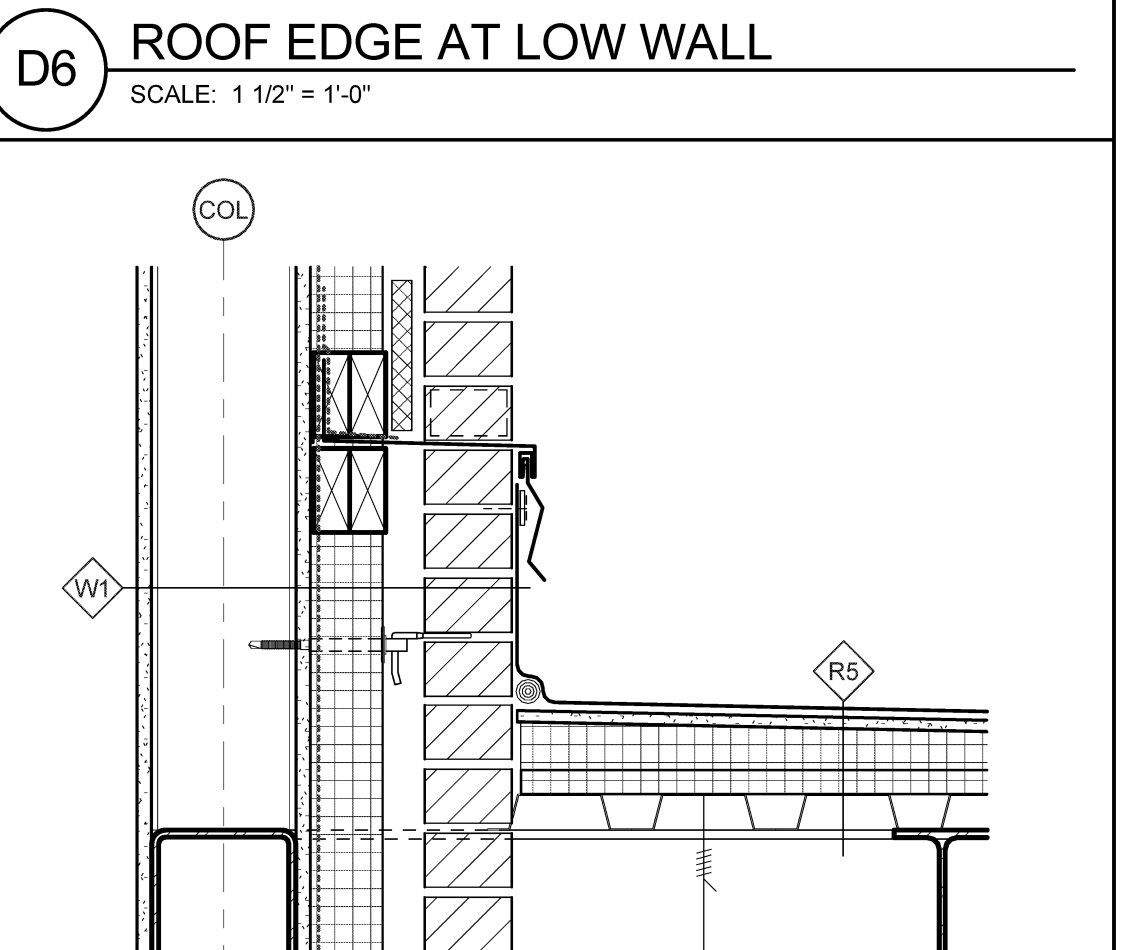 D6
ROOF EDGE AT LOW WALL
SCALE: 1 1/2" = 1'-0"
COL
W1
R5